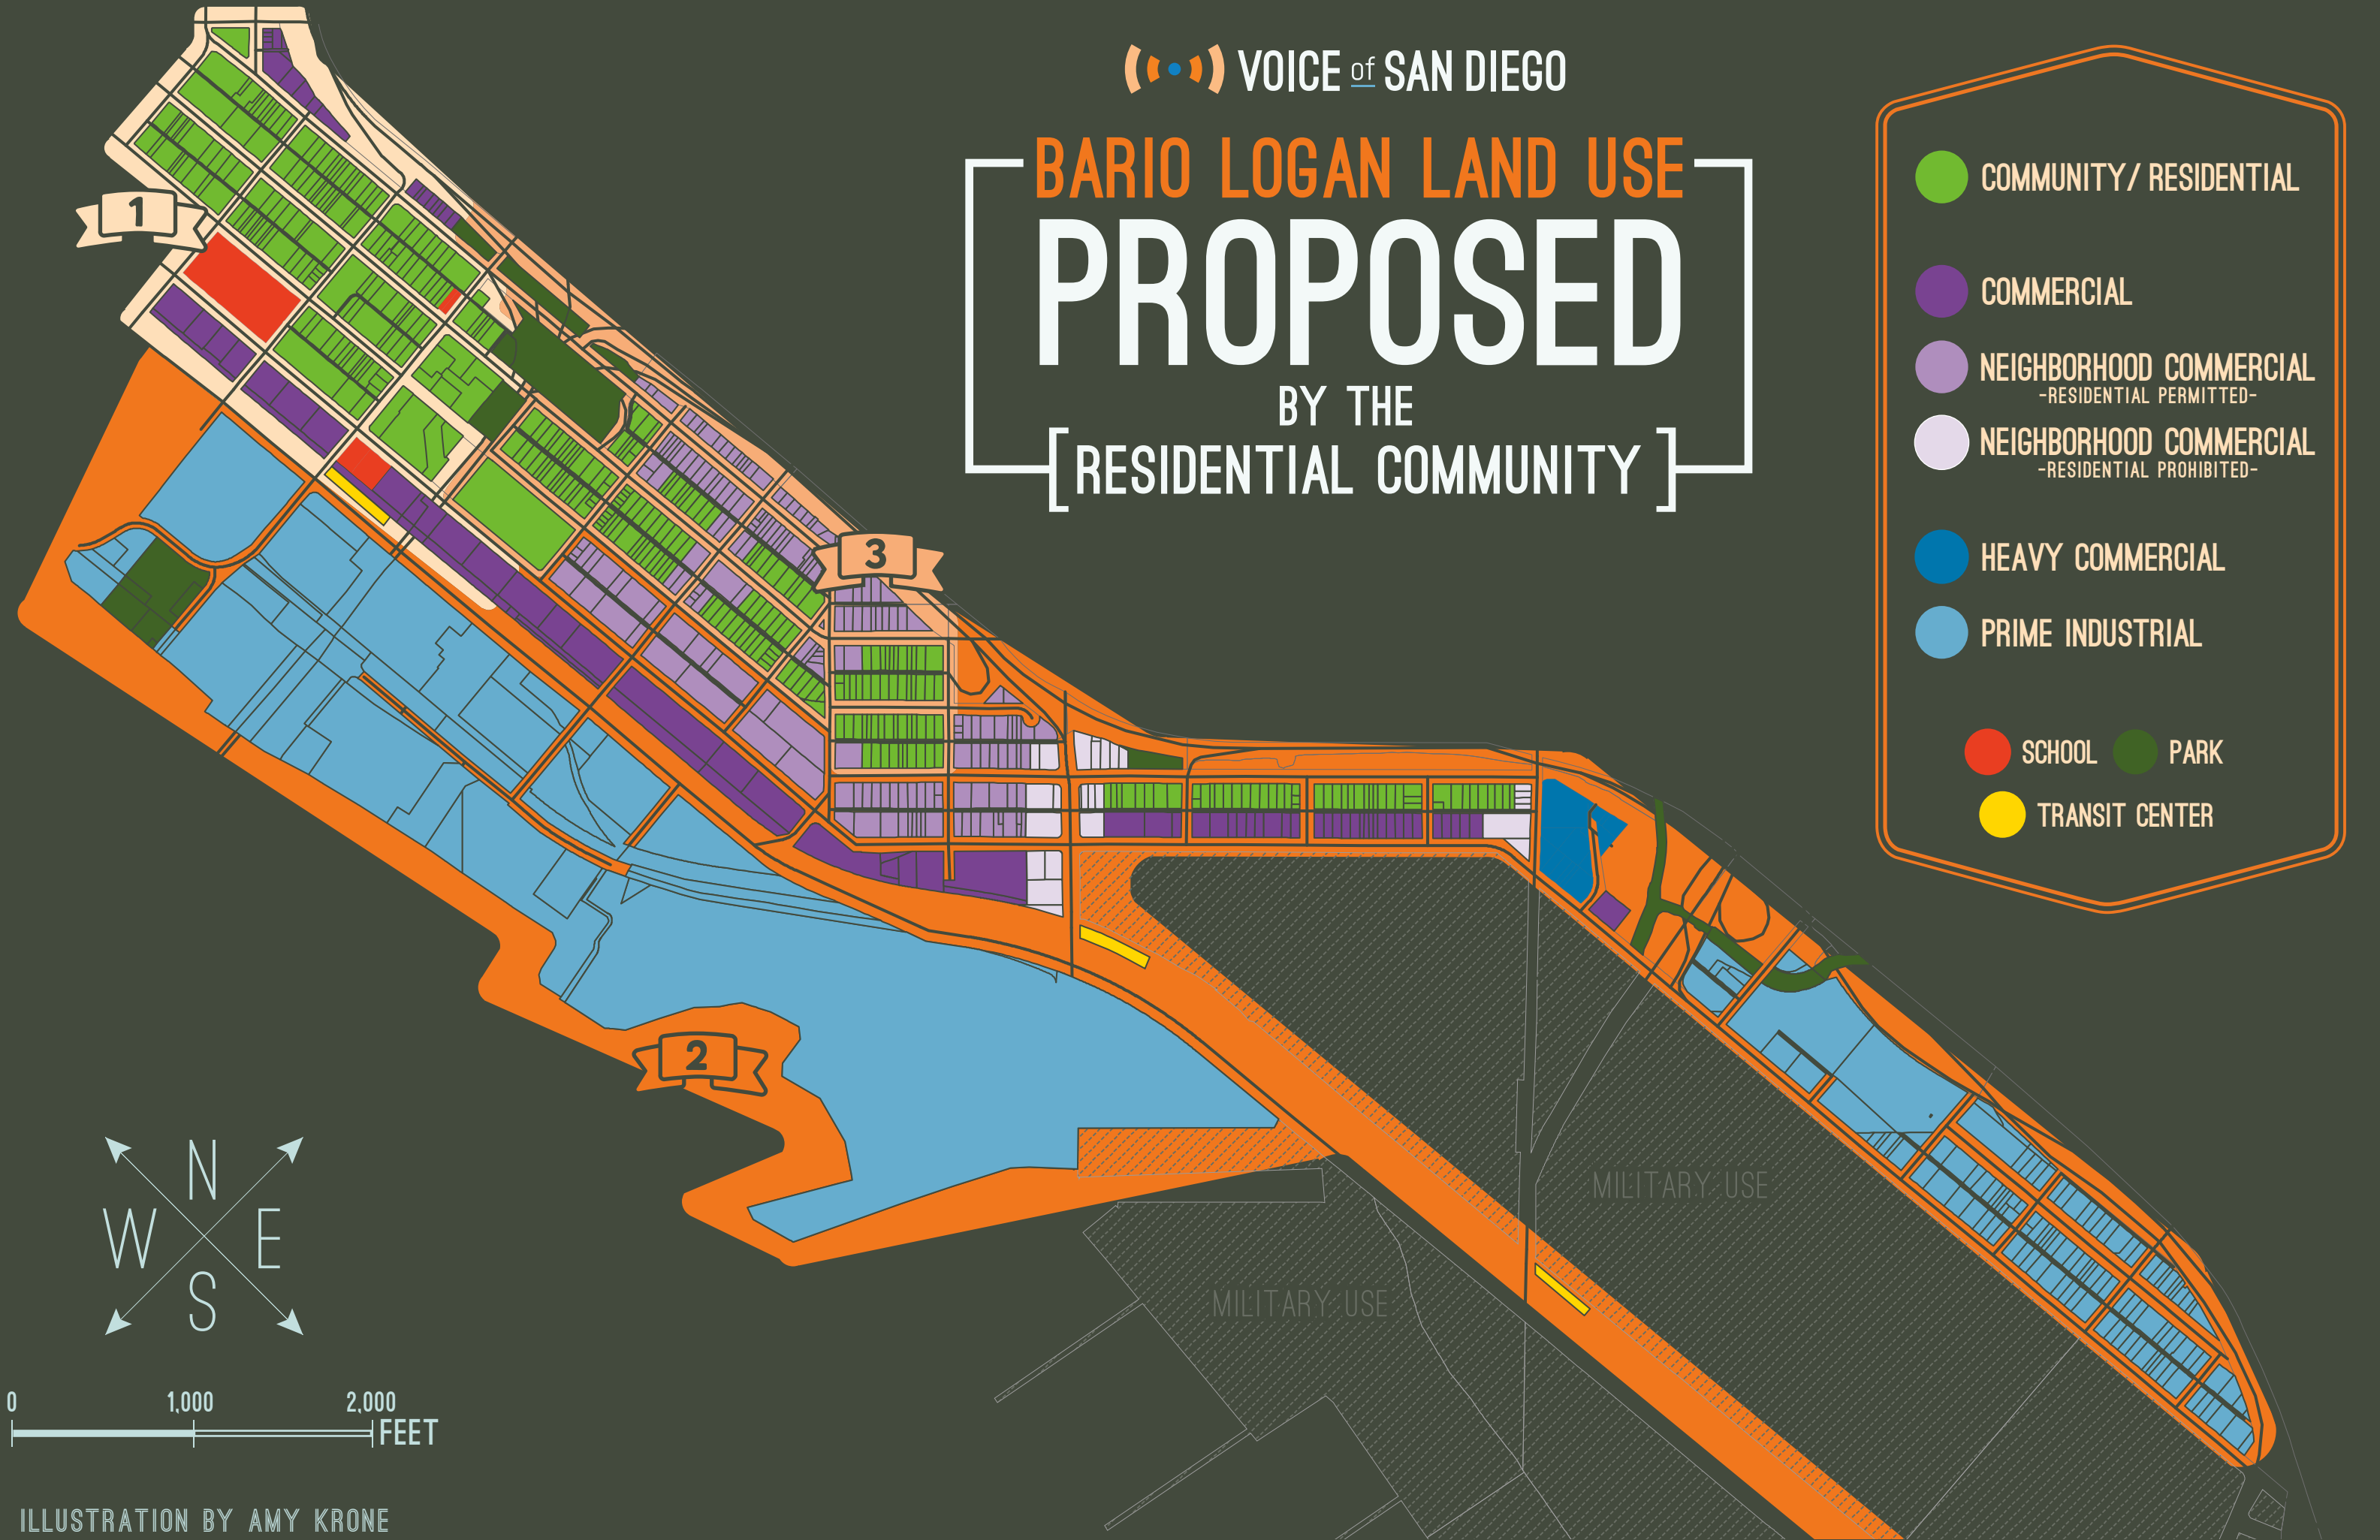 VOICE of SAN DIEGO
BARIO LOGAN LAND USE
PROPOSED
BY THE
[RESIDENTIAL COMMUNITY]
COMMUNITY/ RESIDENTIAL
COMMERCIAL
NEIGHBORHOOD COMMERCIAL
-RESIDENTIAL PERMITTED-
NEIGHBORHOOD COMMERCIAL
-RESIDENTIAL PROHIBITED-
HEAVY COMMERCIAL
PRIME INDUSTRIAL
SCHOOL
PARK
TRANSIT CENTER
1
3
2
MILITARY USE
MILITARY USE
N
W E
S
0 1,000 2,000
FEET
ILLUSTRATION BY AMY KRONE